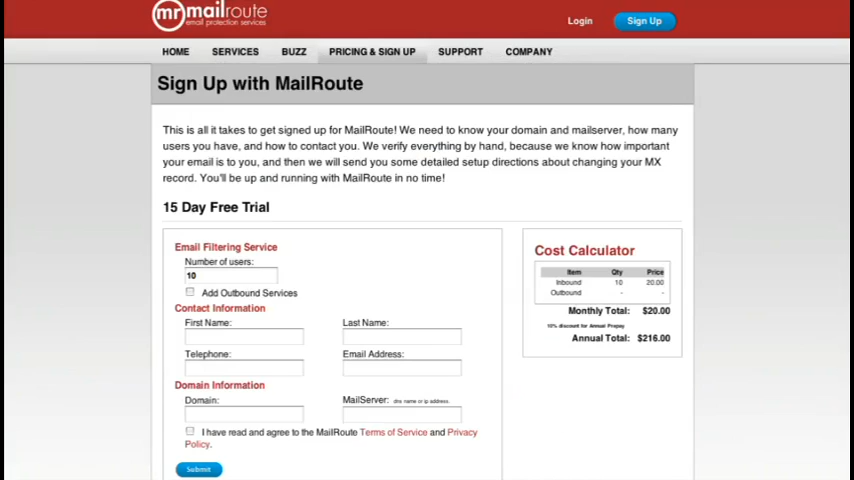 mr mailroute
email protection services
Login
Sign Up
HOME
SERVICES
BUZZ
PRICING & SIGN UP
SUPPORT
COMPANY
Sign Up with MailRoute
This is all it takes to get signed up for MailRoute! We need to know your domain and mailserver, how many
users you have, and how to contact you. We verify everything by hand, because we know how important
your email is to you, and then we will send you some detailed setup directions about changing your MX
record. You'll be up and running with MailRoute in no time!
15 Day Free Trial
Email Filtering Service
Number of users:
10
Add Outbound Services
Contact Information
First Name:
Last Name:
Telephone:
Email Address:
Domain Information
Domain:
MailServer: dns name or ip address.
I have read and agree to the MailRoute Terms of Service and Privacy
Policy.
Submit
Cost Calculator
Item Qty Price
Inbound 10 20.00
Outbound - -
Monthly Total: $20.00
10% discount for Annual Prepay
Annual Total: $216.00